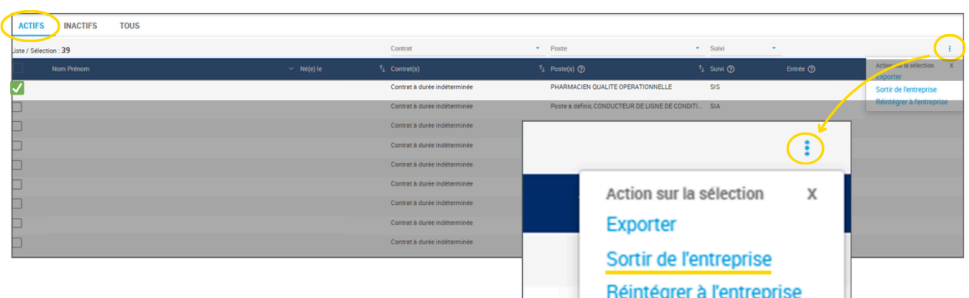 ACTIFS INACTIFS TOUS
Liste / Sélection : 39 Contrat Poste Suivi
Nom Prénom Né(e) le Contrat(s) Poste(s) Suivi Entrée
Action sur la sélection X
Exporter
Sortir de l'entreprise
Réintégrer à l'entreprise
Contrat à durée indéterminée PHARMACIEN QUALITE OPERATIONNELLE SIS
Contrat à durée indéterminée Poste à définir, CONDUCTEUR DE LIGNE DE CONDITI... SIA
Contrat à durée indéterminée
Contrat à durée indéterminée
Contrat à durée indéterminée
Contrat à durée indéterminée
Contrat à durée indéterminée
Contrat à durée indéterminée
Contrat à durée indéterminée
Action sur la sélection X
Exporter
Sortir de l'entreprise
Réintégrer à l'entreprise